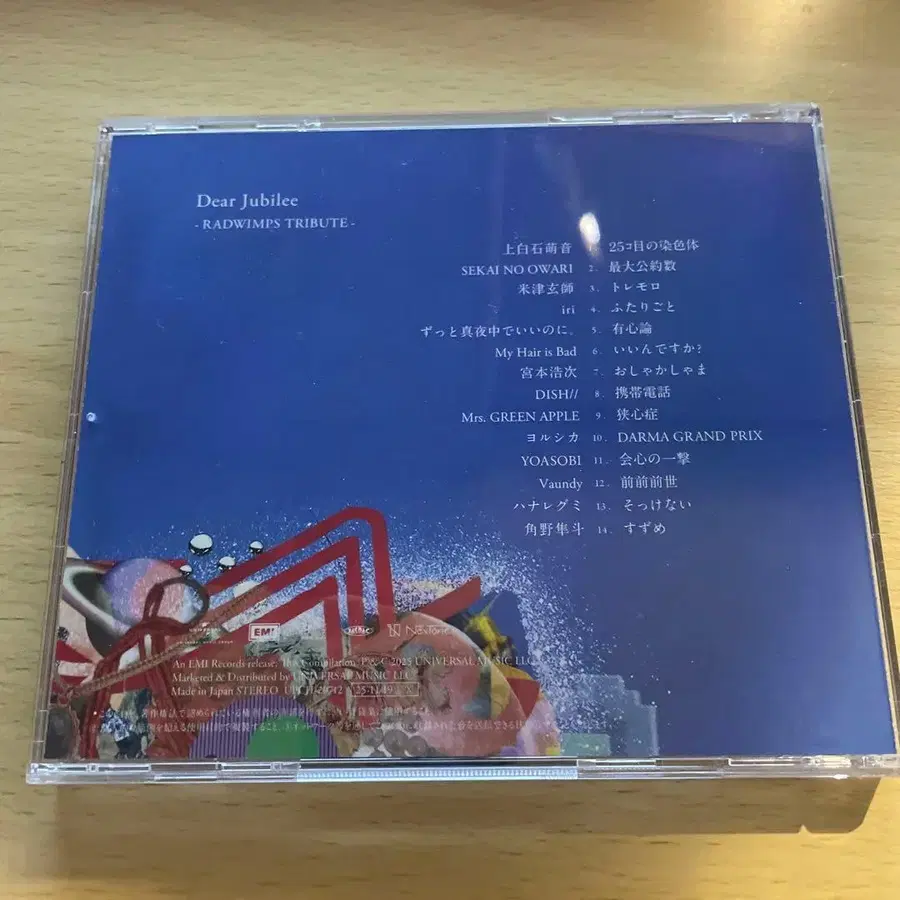 Dear Jubilee
- RADWIMPS TRIBUTE -
上白石萌音 1. 25コ目の染色体
SEKAI NO OWARI 2. 最大公約数
米津玄師 3. トレモロ
iri 4. ふたりごと
ずっと真夜中でいいのに。 5. 有心論
My Hair is Bad 6. いいんですか?
宮本浩次 7. おしゃかしゃま
DISH// 8. 携帯電話
Mrs. GREEN APPLE 9. 狭心症
ヨルシカ 10. DARMA GRAND PRIX
YOASOBI 11. 会心の一撃
Vaundy 12. 前前前世
ハナレグミ 13. そっけない
角野隼斗 14. すずめ
EMI
An EMI Records release; This Compilation ℗ & © 2025 UNIVERSAL MUSIC LLC
Marketed & Distributed by UNIVERSAL MUSIC LLC
Made in Japan STEREO 25·11·19 X